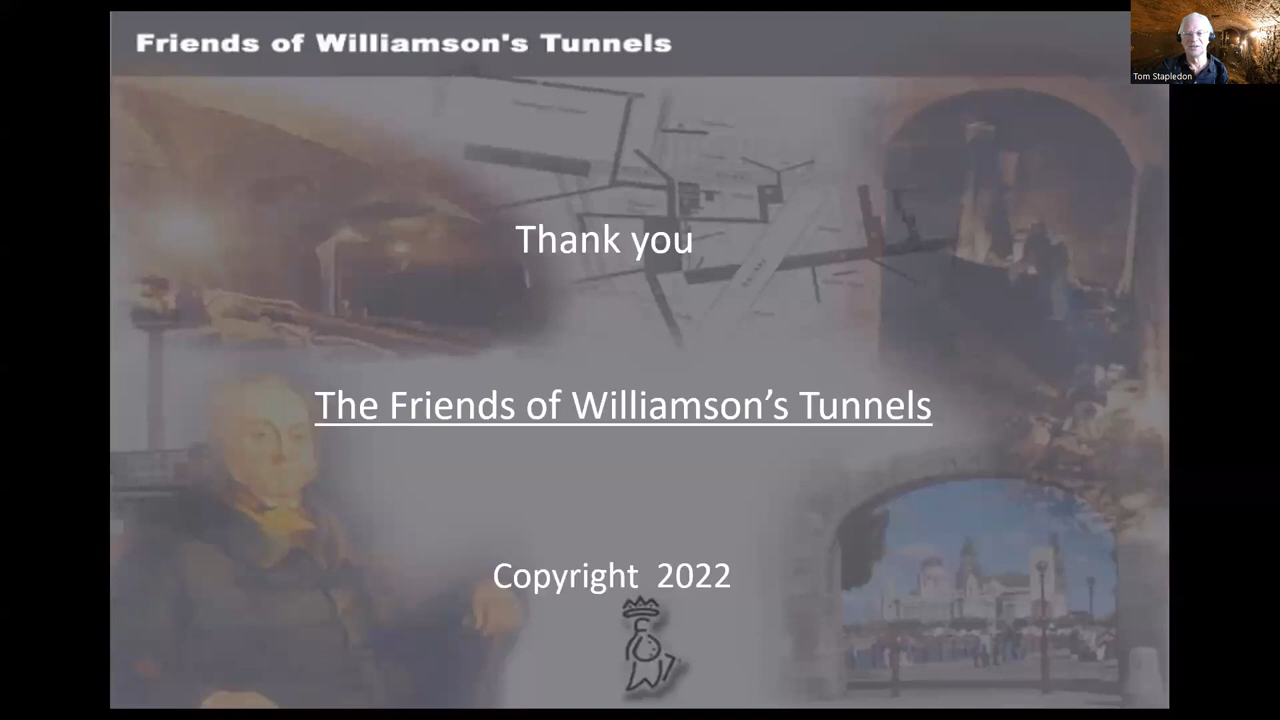 Friends of Williamson's Tunnels
Tom Stapledon
Thank you
The Friends of Williamson’s Tunnels
Copyright 2022